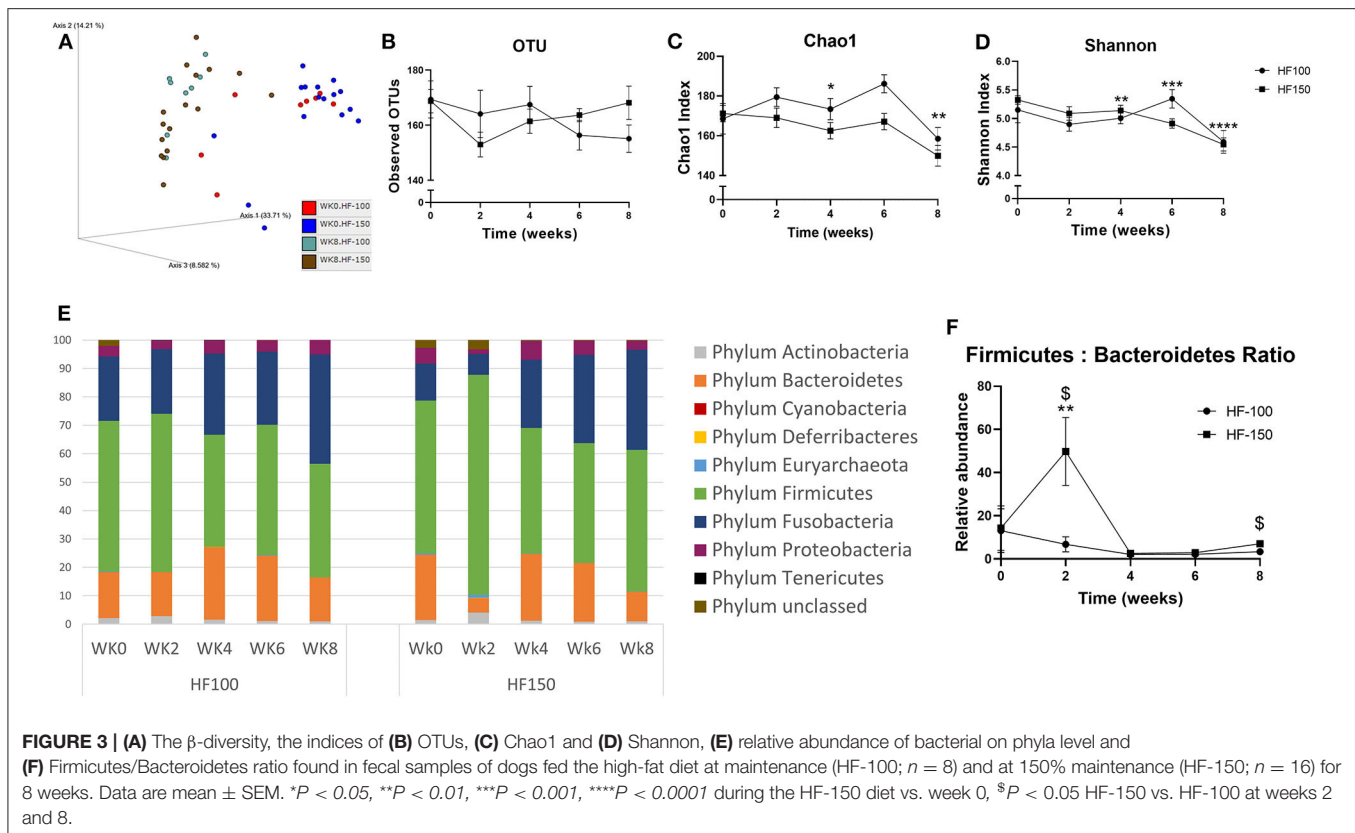 A
Axis 2 (14.21 %)
Axis 1 (33.71 %)
Axis 3 (8.582 %)
WK0.HF-100
WK0.HF-150
WK8.HF-100
WK8.HF-150
B
OTU
Observed OTUs
180
160
140
0
0 2 4 6 8
Time (weeks)
C
Chao1
Chao1 Index
200
180
160
140
0
*
**
0 2 4 6 8
Time (weeks)
D
Shannon
Shannon Index
6.0
5.5
5.0
4.5
4.0
0
**
***
****
0 2 4 6 8
Time (weeks)
HF100
HF150
E
100
90
80
70
60
50
40
30
20
10
0
WK0 WK2 WK4 WK6 WK8 Wk0 Wk2 Wk4 Wk6 Wk8
HF100 HF150
Phylum Actinobacteria
Phylum Bacteroidetes
Phylum Cyanobacteria
Phylum Deferribacteres
Phylum Euryarchaeota
Phylum Firmicutes
Phylum Fusobacteria
Phylum Proteobacteria
Phylum Tenericutes
Phylum unclassed
F
Firmicutes : Bacteroidetes Ratio
Relative abundance
80
60
40
20
0
$
**
$
HF-100
HF-150
0 2 4 6 8
Time (weeks)
FIGURE 3 | (A) The β-diversity, the indices of (B) OTUs, (C) Chao1 and (D) Shannon, (E) relative abundance of bacterial on phyla level and
(F) Firmicutes/Bacteroidetes ratio found in fecal samples of dogs fed the high-fat diet at maintenance (HF-100; n = 8) and at 150% maintenance (HF-150; n = 16) for
8 weeks. Data are mean ± SEM. *P < 0.05, **P < 0.01, ***P < 0.001, ****P < 0.0001 during the HF-150 diet vs. week 0, $P < 0.05 HF-150 vs. HF-100 at weeks 2
and 8.